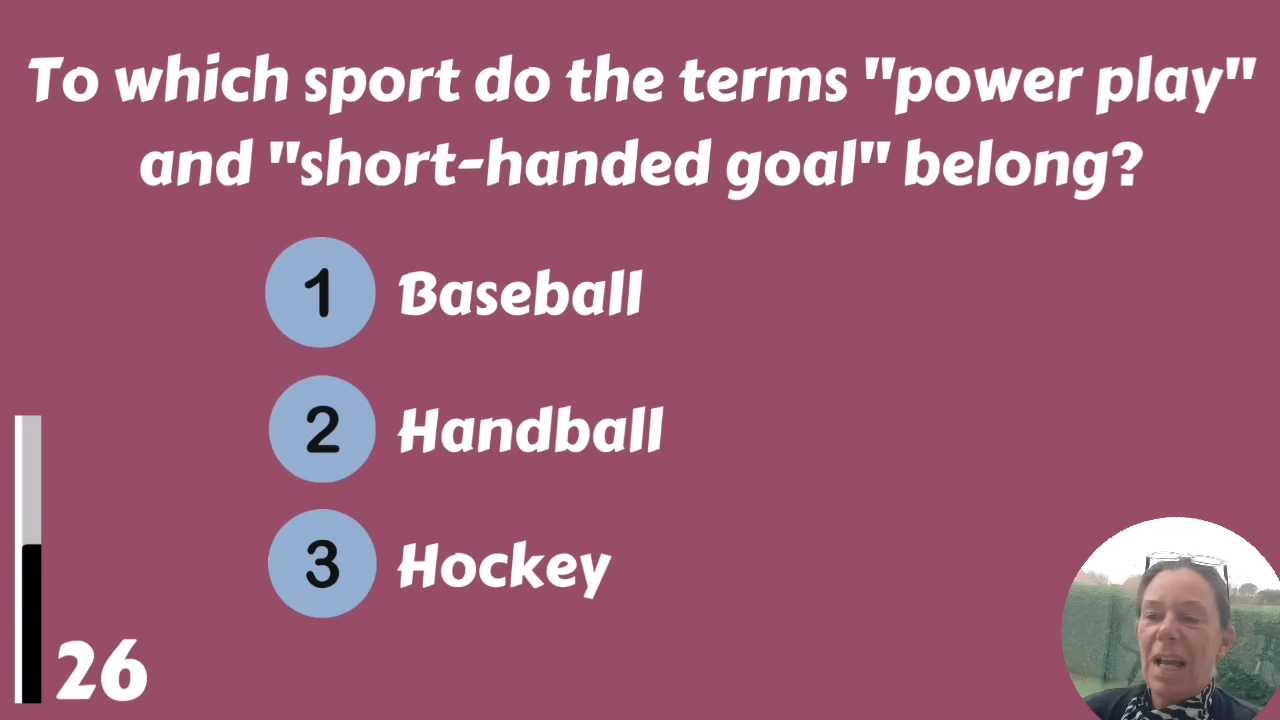 To which sport do the terms "power play"
and "short-handed goal" belong?
1 Baseball
2 Handball
3 Hockey
26